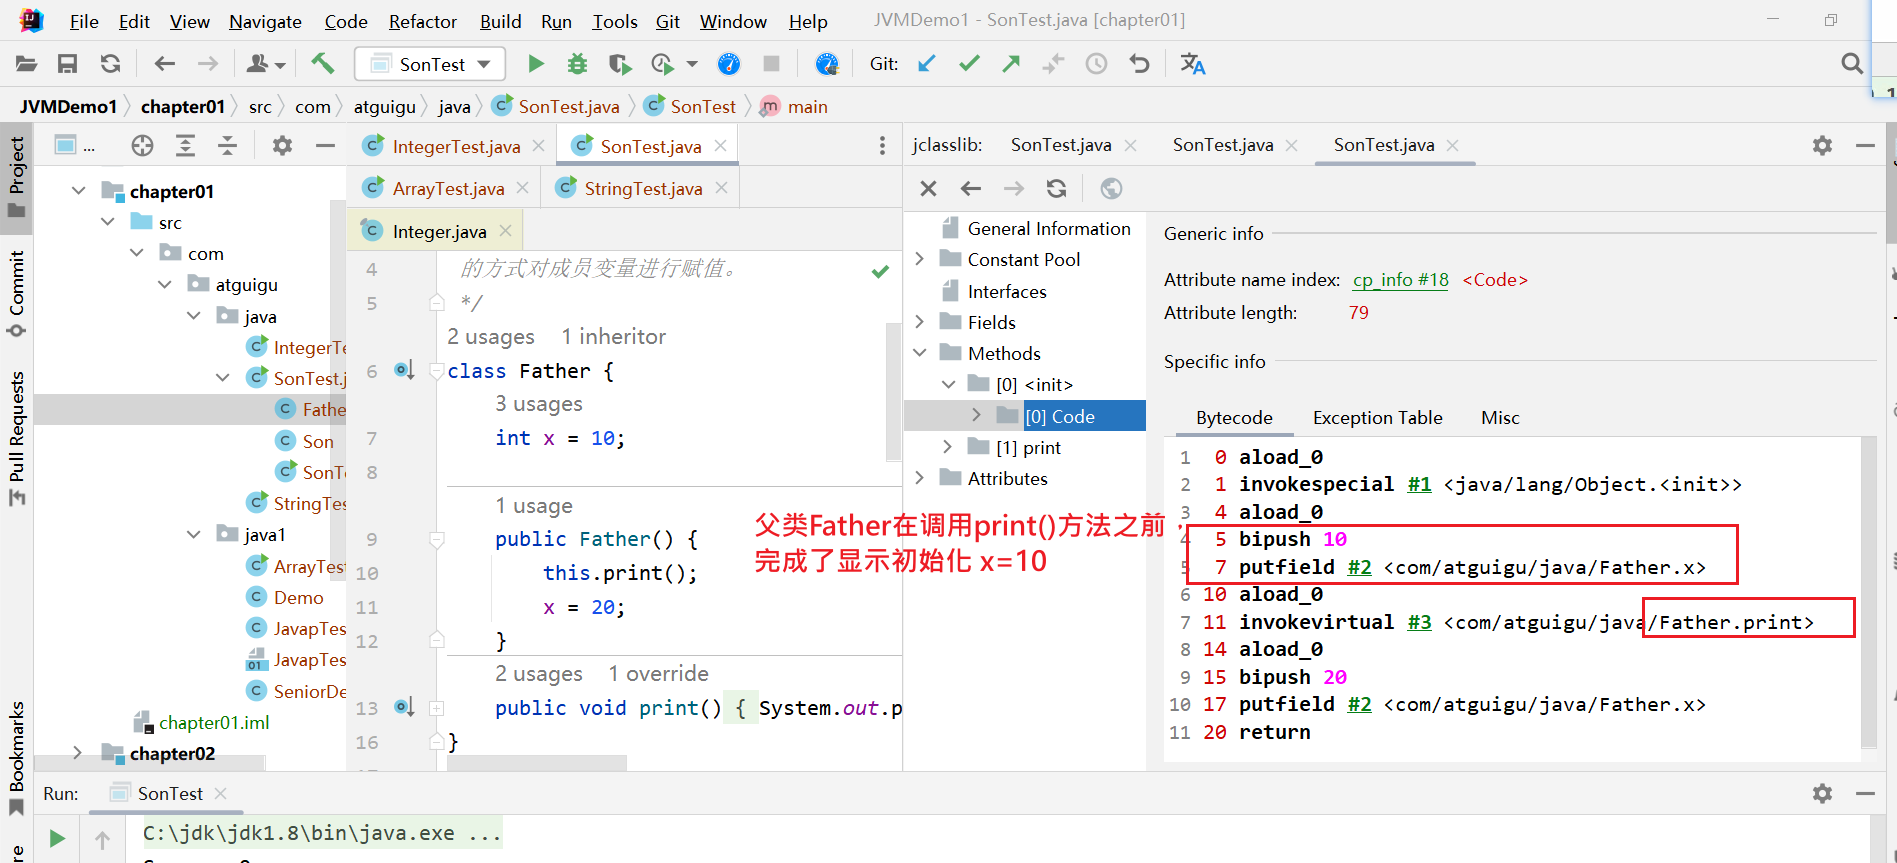 File Edit View Navigate Code Refactor Build Run Tools Git Window Help JVMDemo1 - SonTest.java [chapter01]
SonTest Git:
JVMDemo1 chapter01 src com atguigu java SonTest.java SonTest main
Project
Commit
Pull Requests
Bookmarks
...
chapter01
src
com
atguigu
java
IntegerTe
SonTest.j
Fathe
Son
SonT
StringTes
java1
ArrayTest
Demo
JavapTes
JavapTes
SeniorDe
chapter01.iml
chapter02
IntegerTest.java SonTest.java
ArrayTest.java StringTest.java
Integer.java
4 的方式对成员变量进行赋值。
5 */
2 usages 1 inheritor
6 class Father {
3 usages
7 int x = 10;
8
1 usage
9 public Father() {
10 this.print();
11 x = 20;
12 }
2 usages 1 override
13 public void print() { System.out.p
16 }
父类Father在调用print()方法之前，
完成了显示初始化 x=10
jclasslib: SonTest.java SonTest.java SonTest.java
General Information
Constant Pool
Interfaces
Fields
Methods
[0] <init>
[0] Code
[1] print
Attributes
Generic info
Attribute name index: cp_info #18 <Code>
Attribute length: 79
Specific info
Bytecode Exception Table Misc
1 0 aload_0
2 1 invokespecial #1 <java/lang/Object.<init>>
3 4 aload_0
4 5 bipush 10
5 7 putfield #2 <com/atguigu/java/Father.x>
6 10 aload_0
7 11 invokevirtual #3 <com/atguigu/java/Father.print>
8 14 aload_0
9 15 bipush 20
10 17 putfield #2 <com/atguigu/java/Father.x>
11 20 return
Run: SonTest
C:\jdk\jdk1.8\bin\java.exe ...